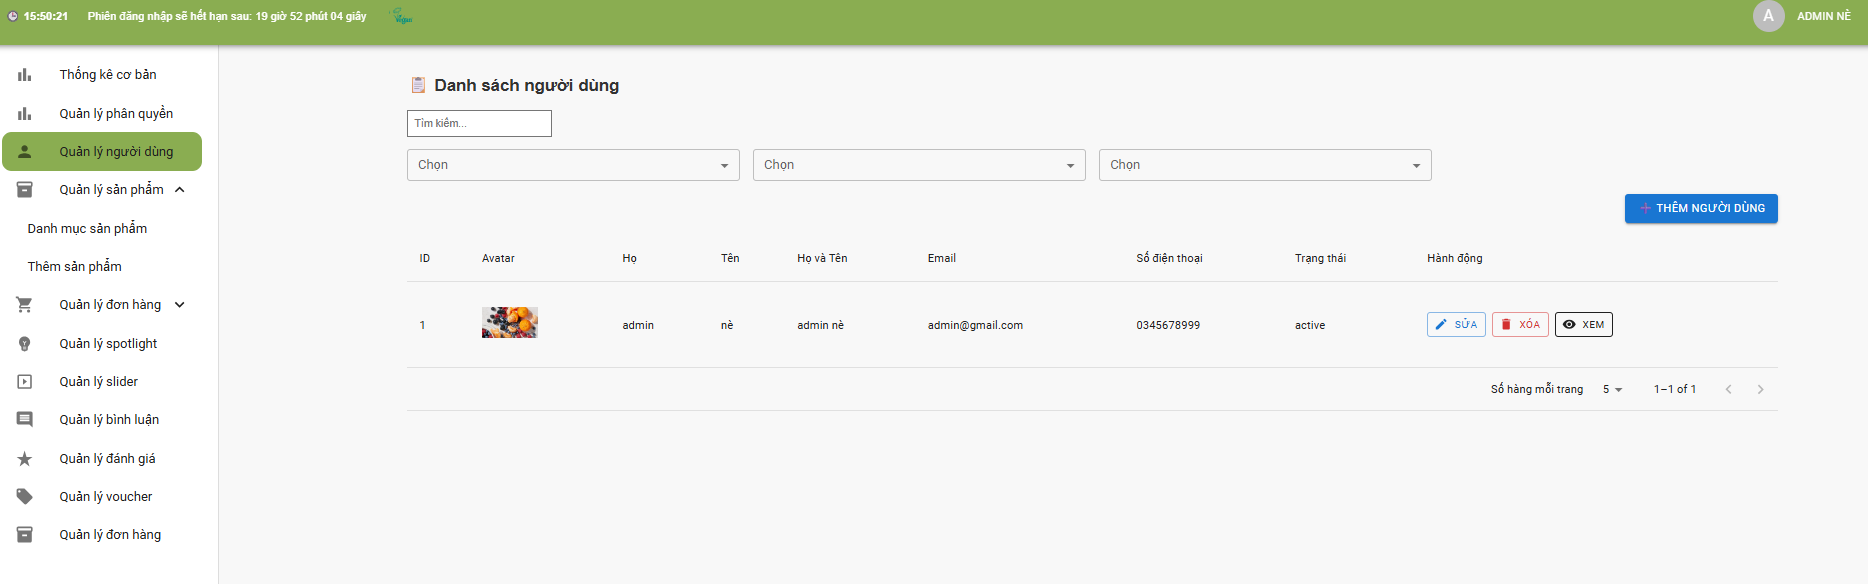 15:50:21 Phiên đăng nhập sẽ hết hạn sau: 19 giờ 52 phút 04 giây
A ADMIN NÈ
Thống kê cơ bản
Quản lý phân quyền
Quản lý người dùng
Quản lý sản phẩm
Danh mục sản phẩm
Thêm sản phẩm
Quản lý đơn hàng
Quản lý spotlight
Quản lý slider
Quản lý bình luận
Quản lý đánh giá
Quản lý voucher
Quản lý đơn hàng
Danh sách người dùng
Tìm kiếm...
Chọn Chọn Chọn
THÊM NGƯỜI DÙNG
ID Avatar Họ Tên Họ và Tên Email Số điện thoại Trạng thái Hành động
1 admin nè admin nè admin@gmail.com 0345678999 active SỬA XÓA XEM
Số hàng mỗi trang 5 1–1 of 1